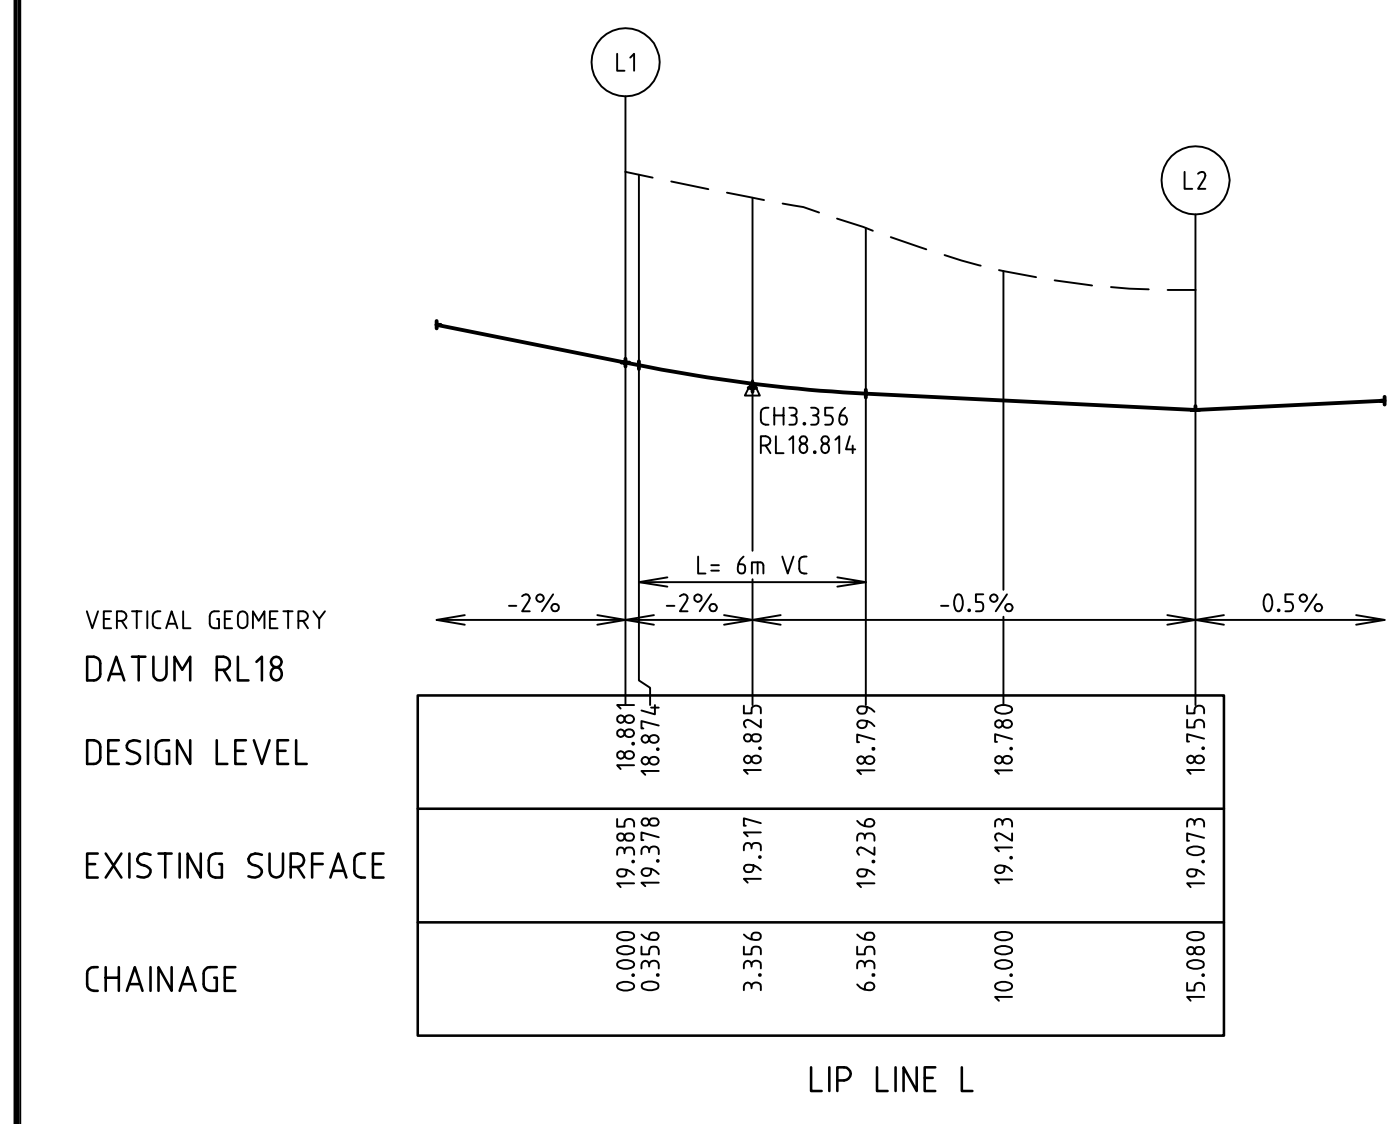 L1
L2
CH3.356
RL18.814
L= 6m VC
VERTICAL GEOMETRY -2% -2% -0.5% 0.5%
DATUM RL18
DESIGN LEVEL 18.881 18.874 18.825 18.799 18.780 18.755
EXISTING SURFACE 19.385 19.378 19.317 19.236 19.123 19.073
CHAINAGE 0.000 0.356 3.356 6.356 10.000 15.080
LIP LINE L